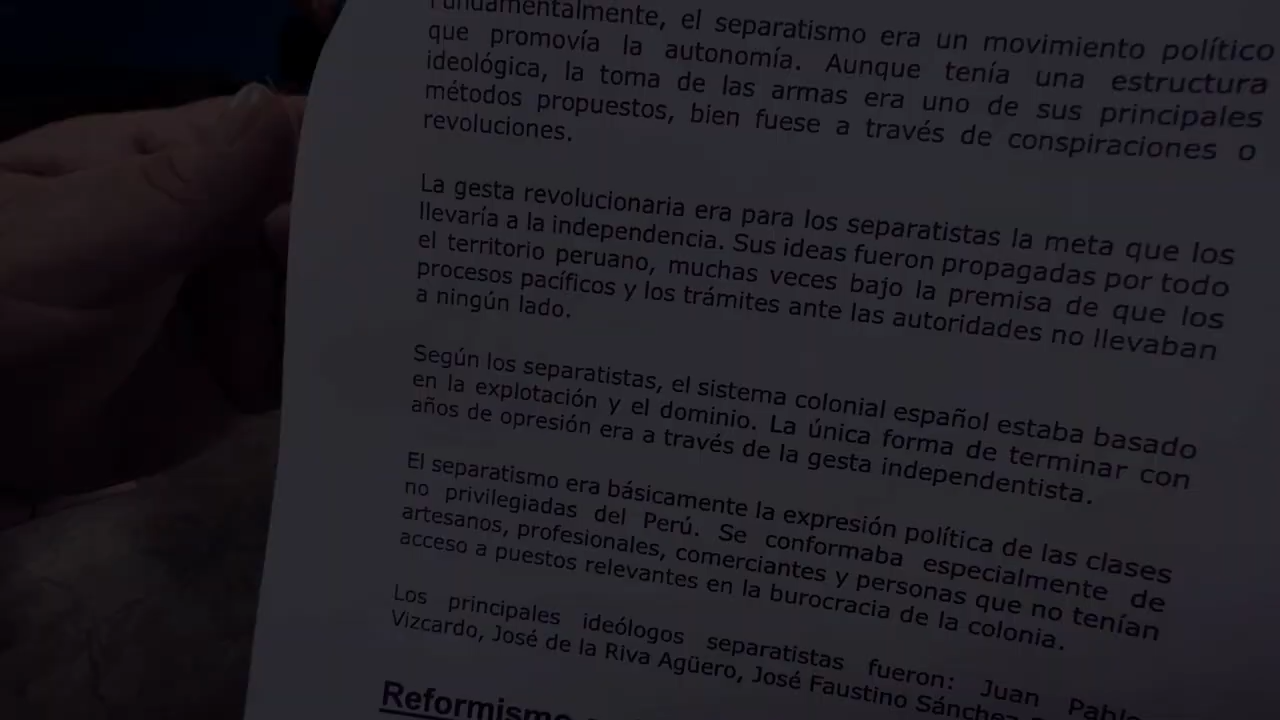 Fundamentalmente, el separatismo era un movimiento político
que promovía la autonomía. Aunque tenía una estructura
ideológica, la toma de las armas era uno de sus principales
métodos propuestos, bien fuese a través de conspiraciones o
revoluciones.
La gesta revolucionaria era para los separatistas la meta que los
llevaría a la independencia. Sus ideas fueron propagadas por todo
el territorio peruano, muchas veces bajo la premisa de que los
procesos pacíficos y los trámites ante las autoridades no llevaban
a ningún lado.
Según los separatistas, el sistema colonial español estaba basado
en la explotación y el dominio. La única forma de terminar con
años de opresión era a través de la gesta independentista.
El separatismo era básicamente la expresión política de las clases
no privilegiadas del Perú. Se conformaba especialmente de
artesanos, profesionales, comerciantes y personas que no tenían
acceso a puestos relevantes en la burocracia de la colonia.
Los principales ideólogos separatistas fueron: Juan Pablo
Vizcardo, José de la Riva Agüero, José Faustino Sánchez
Reformismo